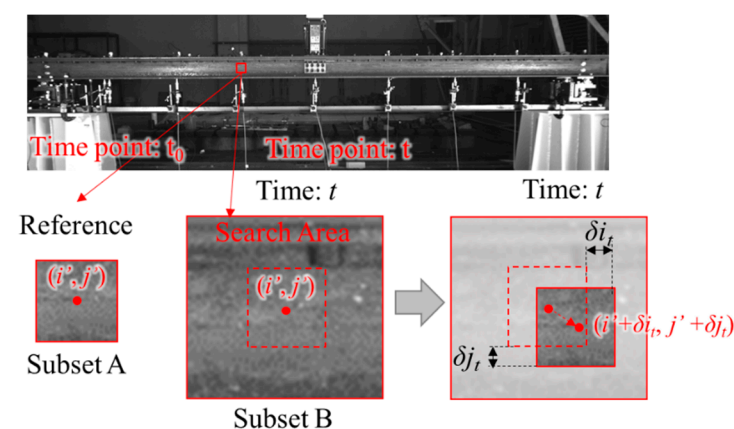 Time point: t₀
Time point: t
Time: t
Time: t
Reference
Search Area
δiₜ
(i', j')
(i', j')
(i'+δiₜ, j'+δjₜ)
δjₜ
Subset A
Subset B